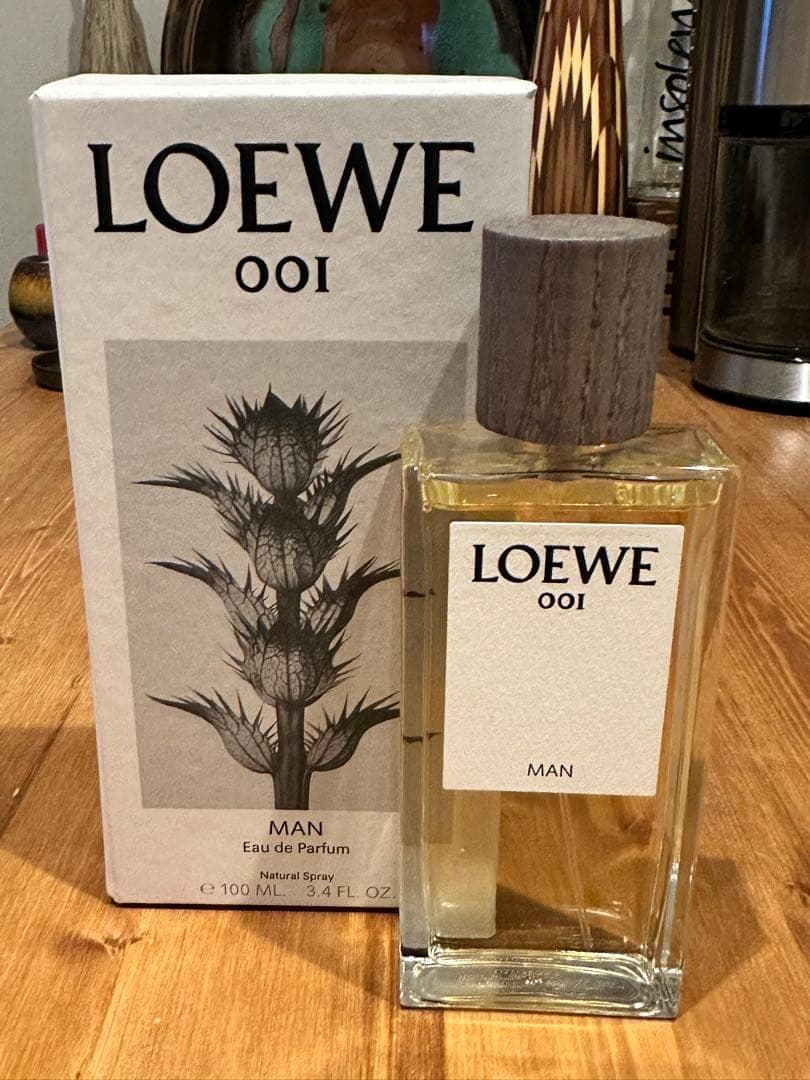 LOEWE
001
MAN
Eau de Parfum
Natural Spray
℮ 100 ML. 3.4 FL. OZ.
LOEWE
001
MAN
insolen